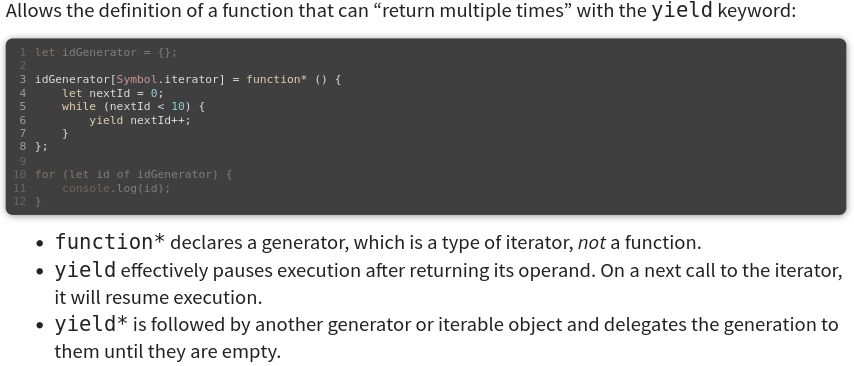 Allows the definition of a function that can “return multiple times” with the yield keyword:
1 let idGenerator = {};
2
3 idGenerator[Symbol.iterator] = function* () {
4     let nextId = 0;
5     while (nextId < 10) {
6         yield nextId++;
7     }
8 };
9
10 for (let id of idGenerator) {
11     console.log(id);
12 }
• function* declares a generator, which is a type of iterator, not a function.
• yield effectively pauses execution after returning its operand. On a next call to the iterator,
it will resume execution.
• yield* is followed by another generator or iterable object and delegates the generation to
them until they are empty.